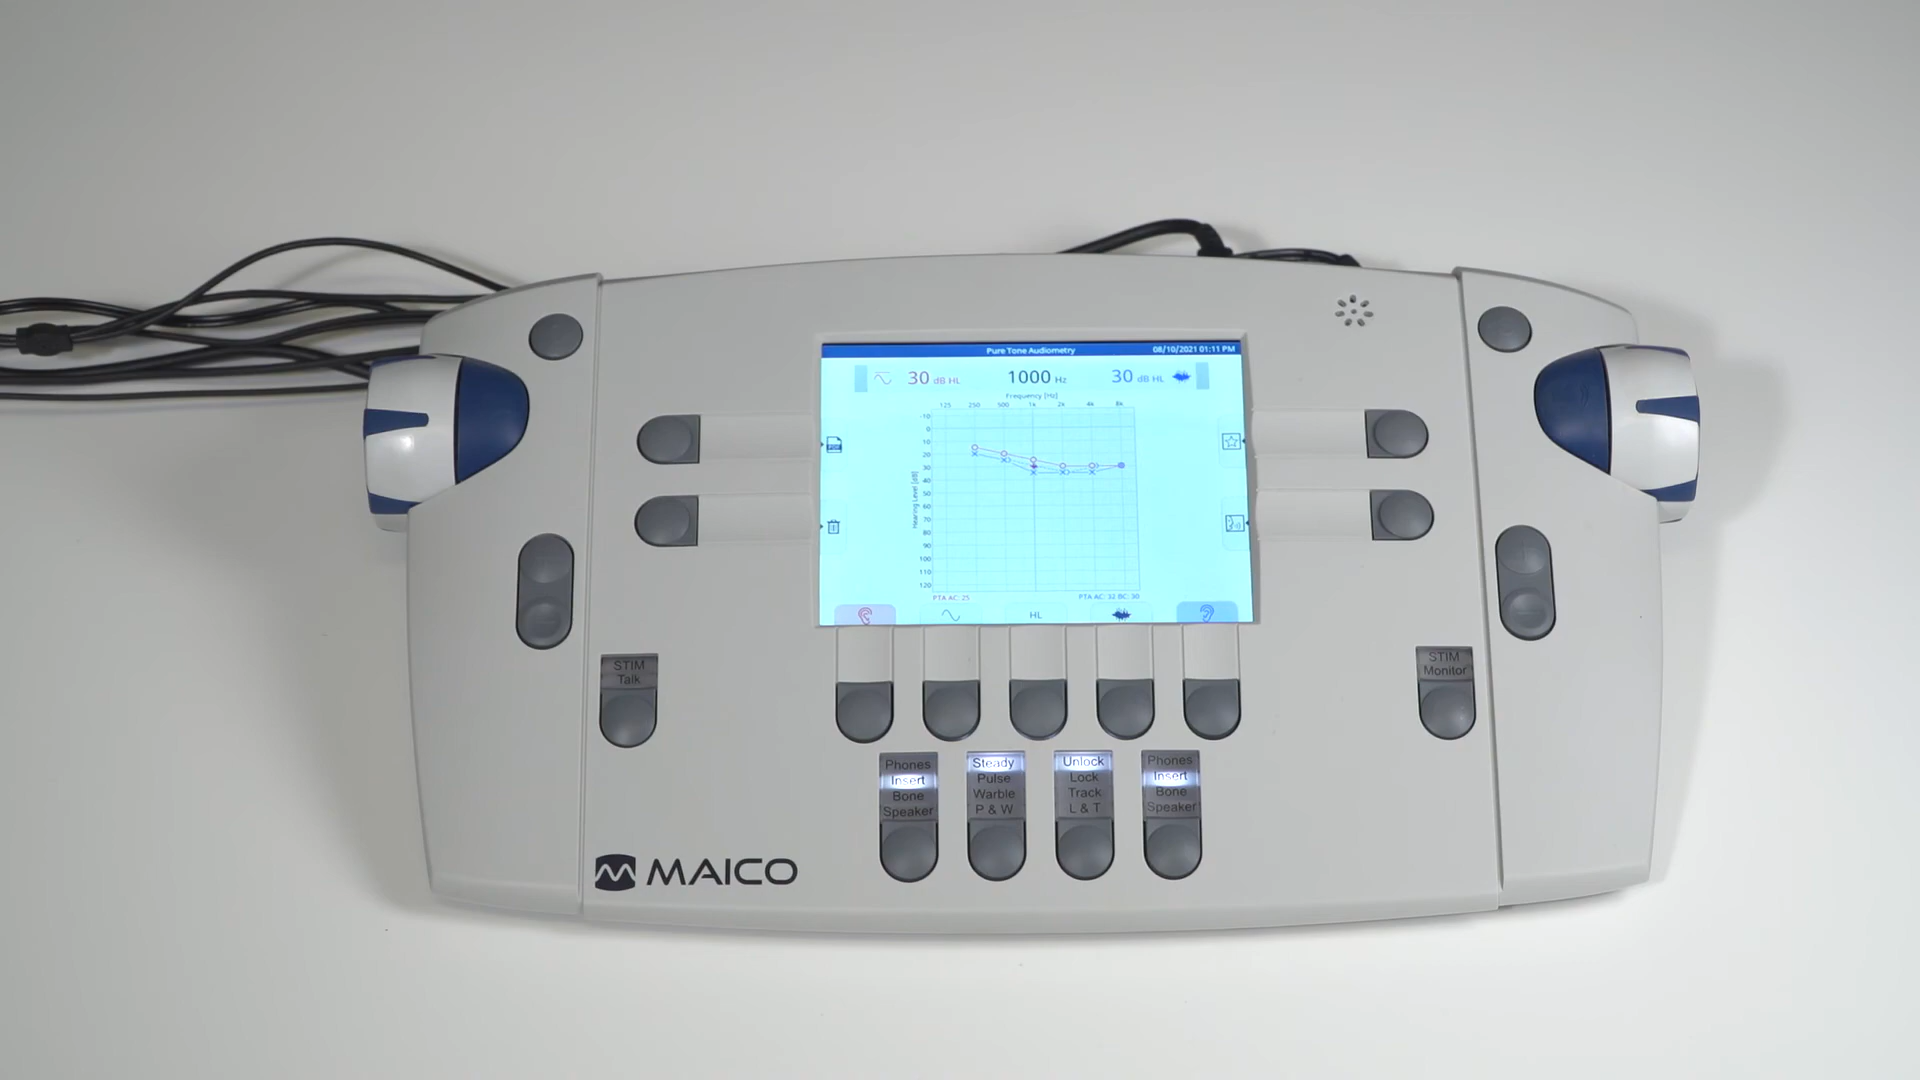 Pure Tone Audiometry 08/10/2021 01:11 PM
30 dB HL 1000 Hz 30 dB HL
Frequency [Hz]
125 250 500 1k 2k 4k 8k
-10
0
10
20
30
40
50
60
70
80
90
100
110
120
Hearing Level [dB]
PDF
PTA AC: 25 PTA AC: 32 BC: 30
HL
STIM
Talk
STIM
Monitor
Phones
Insert
Bone
Speaker
Steady
Pulse
Warble
P & W
Unlock
Lock
Track
L & T
Phones
Insert
Bone
Speaker
MAICO